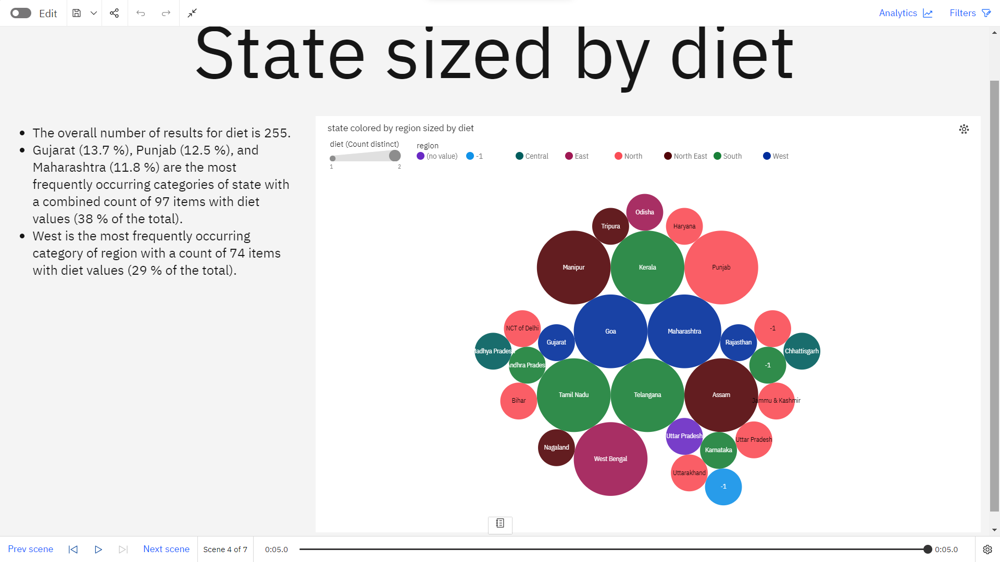 Edit
Analytics
Filters
State sized by diet
The overall number of results for diet is 255.
Gujarat (13.7 %), Punjab (12.5 %), and
Maharashtra (11.8 %) are the most
frequently occurring categories of state with
a combined count of 97 items with diet
values (38 % of the total).
West is the most frequently occurring
category of region with a count of 74 items
with diet values (29 % of the total).
state colored by region sized by diet
diet (Count distinct)
1 2
region
(no value) -1 Central East North North East South West
Odisha
Tripura
Haryana
Manipur
Kerala
Punjab
NCT of Delhi
-1
Goa
Maharashtra
Gujarat
Rajasthan
adhya Prades
Chhattisgarh
ndhra Prades
-1
Tamil Nadu
Telangana
Assam
Bihar
Jammu & Kashmir
Uttar Pradesh
Uttar Pradesh
Nagaland
Karnataka
West Bengal
Uttarakhand
-1
Prev scene
Next scene
Scene 4 of 7
0:05.0
0:05.0